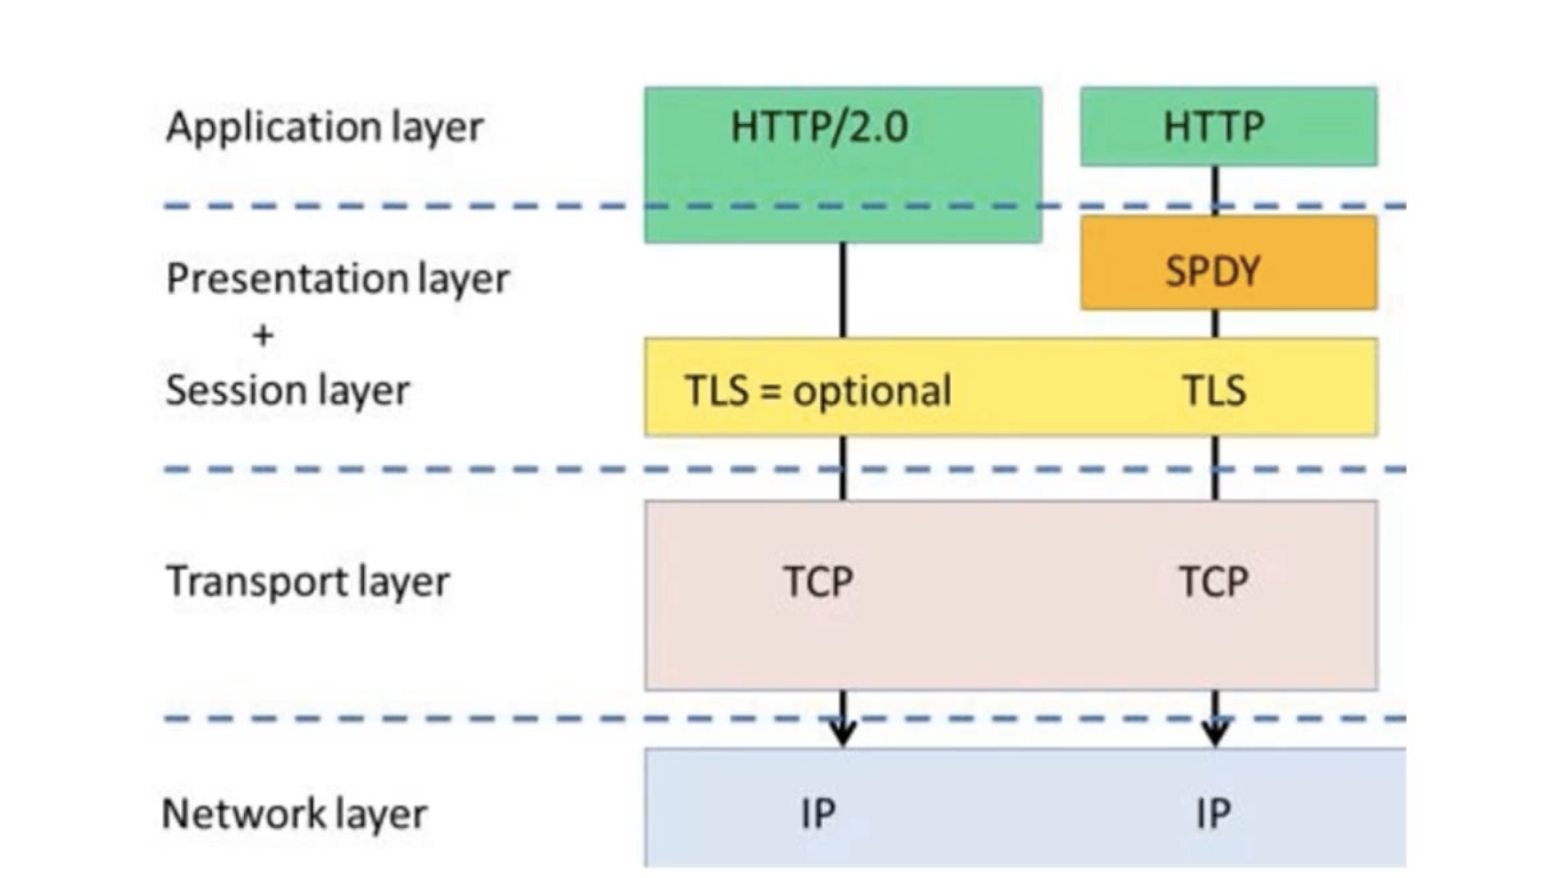 Application layer
HTTP/2.0
HTTP
Presentation layer
+
Session layer
SPDY
TLS = optional
TLS
Transport layer
TCP
TCP
Network layer
IP
IP